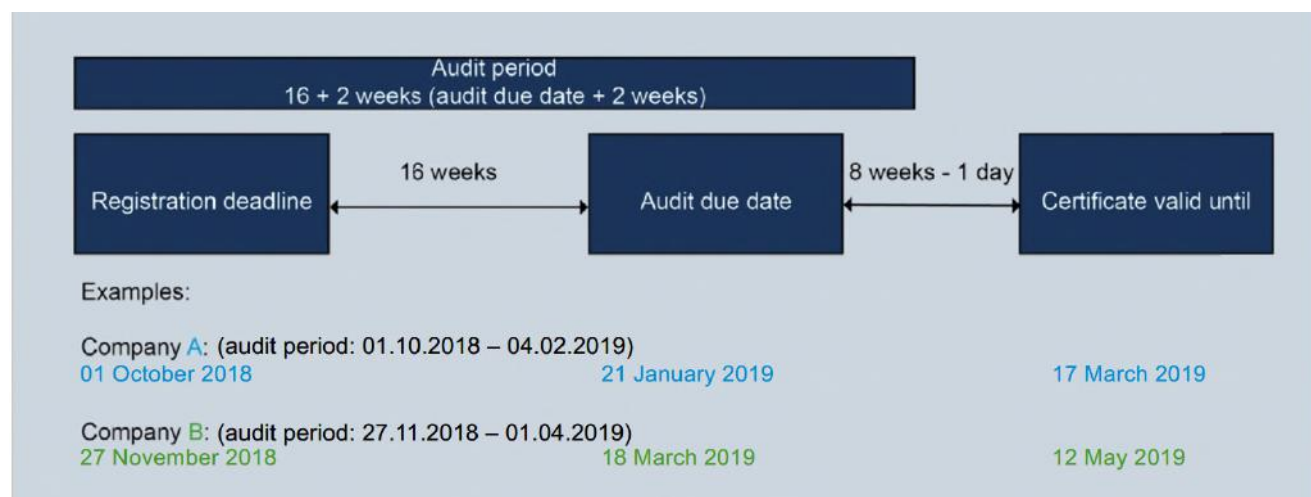 Audit period
16 + 2 weeks (audit due date + 2 weeks)
16 weeks
8 weeks - 1 day
Registration deadline
Audit due date
Certificate valid until
Examples:
Company A: (audit period: 01.10.2018 – 04.02.2019)
01 October 2018
21 January 2019
17 March 2019
Company B: (audit period: 27.11.2018 – 01.04.2019)
27 November 2018
18 March 2019
12 May 2019